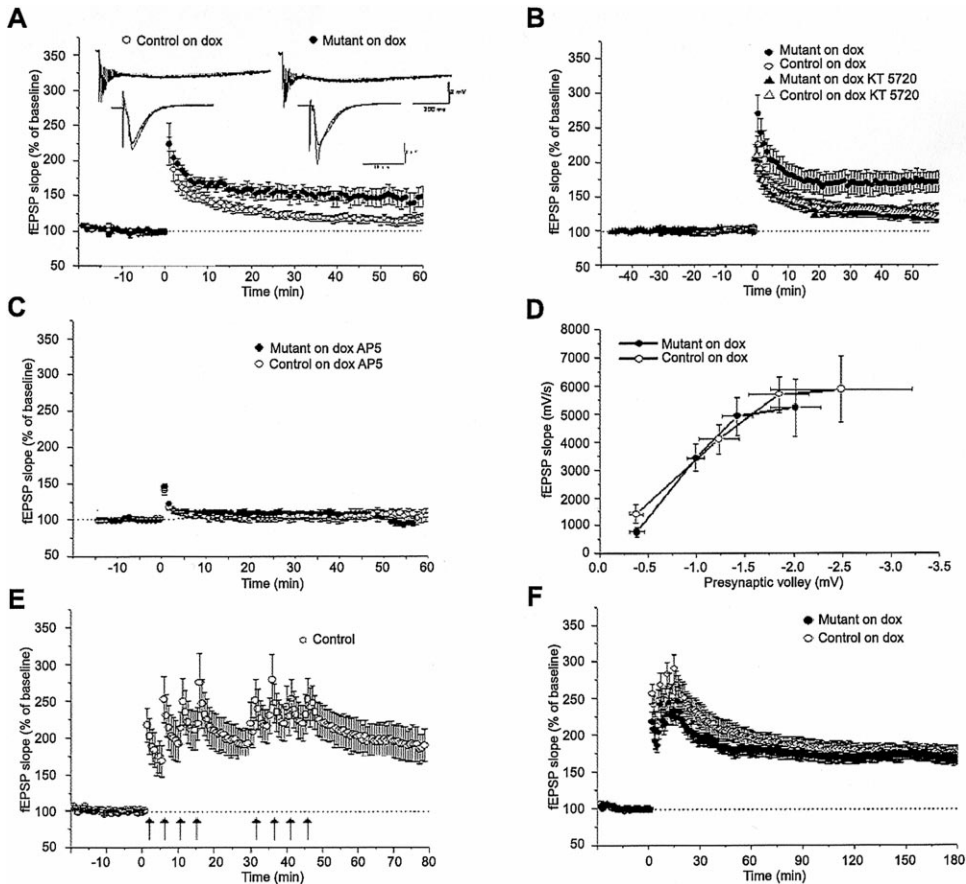 A
Control on dox
Mutant on dox
fEPSP slope (% of baseline)
350
300
250
200
150
100
50
-10 0 10 20 30 40 50 60
Time (min)
B
Mutant on dox
Control on dox
Mutant on dox KT 5720
Control on dox KT 5720
fEPSP slope (% of baseline)
350
300
250
200
150
100
50
-40 -30 -20 -10 0 10 20 30 40 50
Time (min)
C
Mutant on dox AP5
Control on dox AP5
fEPSP slope (% of baseline)
350
300
250
200
150
100
50
-10 0 10 20 30 40 50 60
Time (min)
D
Mutant on dox
Control on dox
fEPSP slope (mV/s)
8000
7000
6000
5000
4000
3000
2000
1000
0
0.0 -0.5 -1.0 -1.5 -2.0 -2.5 -3.0 -3.5
Presynaptic volley (mV)
E
Control
fEPSP slope (% of baseline)
350
300
250
200
150
100
50
-10 0 10 20 30 40 50 60 70 80
Time (min)
F
Mutant on dox
Control on dox
fEPSP slope (% of baseline)
350
300
250
200
150
100
50
0 30 60 90 120 150 180
Time (min)